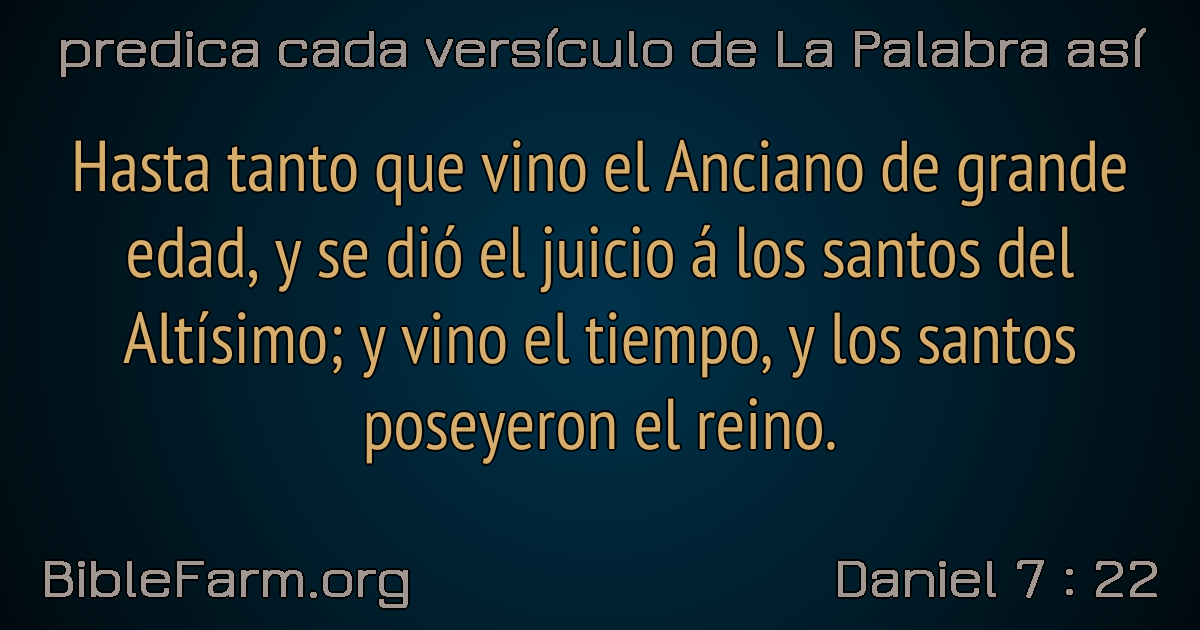 predica cada versículo de La Palabra así
Hasta tanto que vino el Anciano de grande
edad, y se dió el juicio á los santos del
Altísimo; y vino el tiempo, y los santos
poseyeron el reino.
BibleFarm.org
Daniel 7 : 22